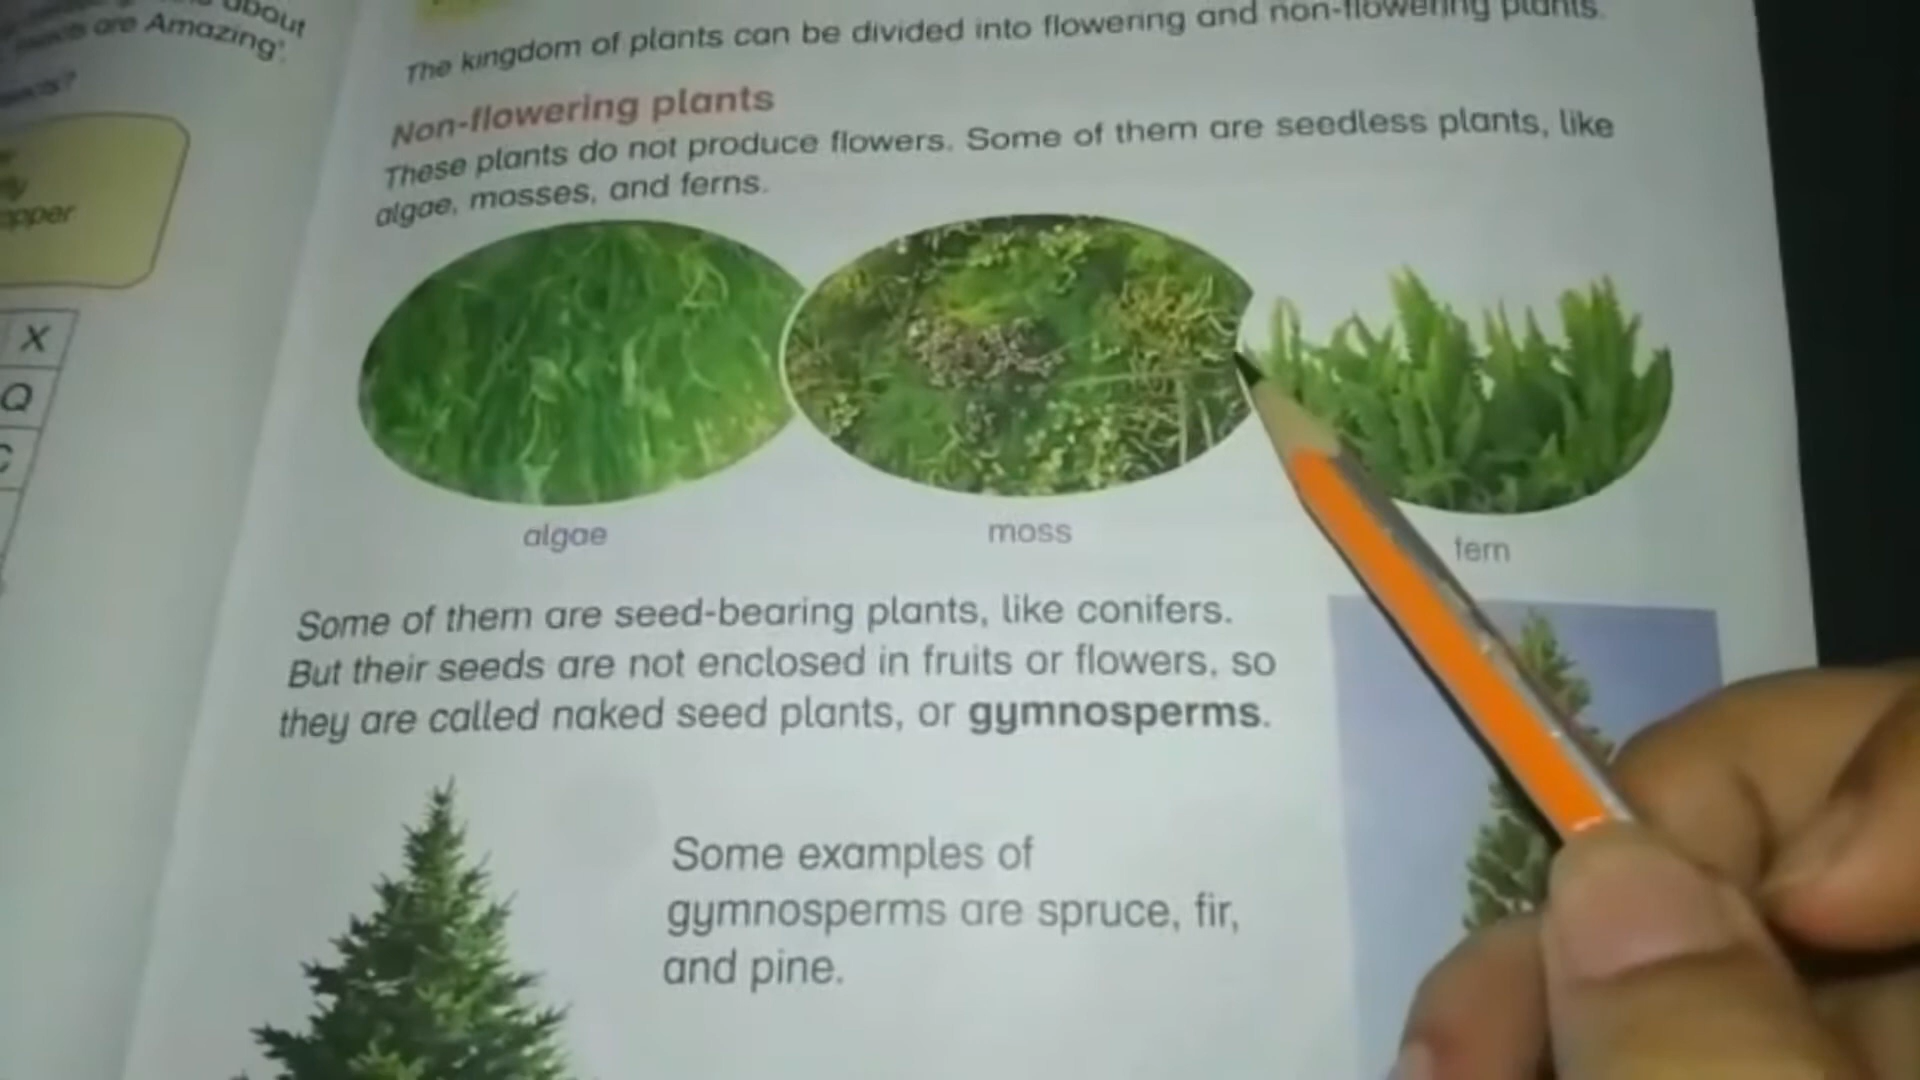 about
are Amazing'.
X
Q
The kingdom of plants can be divided into flowering and non-flowering plants.
Non-flowering plants
These plants do not produce flowers. Some of them are seedless plants, like
algae, mosses, and ferns.
algae
moss
fern
Some of them are seed-bearing plants, like conifers.
But their seeds are not enclosed in fruits or flowers, so
they are called naked seed plants, or gymnosperms.
Some examples of
gymnosperms are spruce, fir,
and pine.